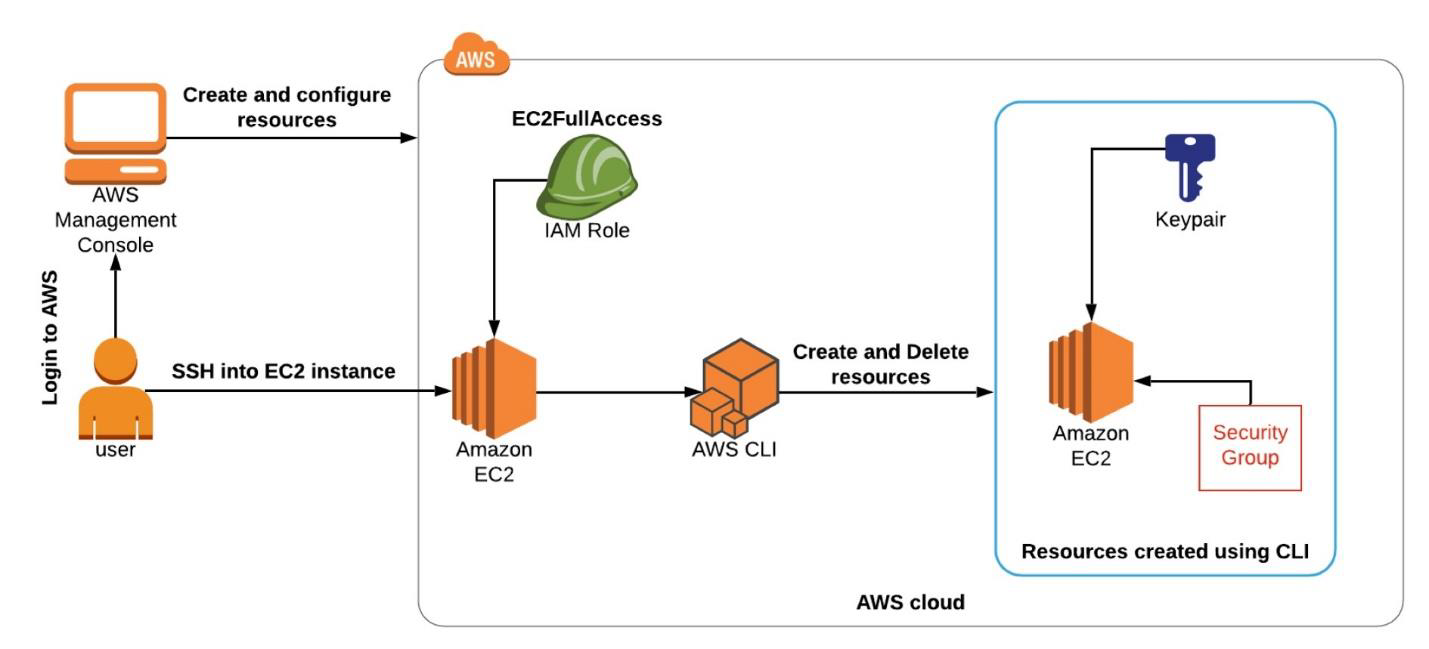 AWS
Create and configure
resources
AWS
Management
Console
Login to AWS
user
SSH into EC2 instance
EC2FullAccess
IAM Role
Amazon
EC2
AWS CLI
Create and Delete
resources
Keypair
Amazon
EC2
Security
Group
Resources created using CLI
AWS cloud